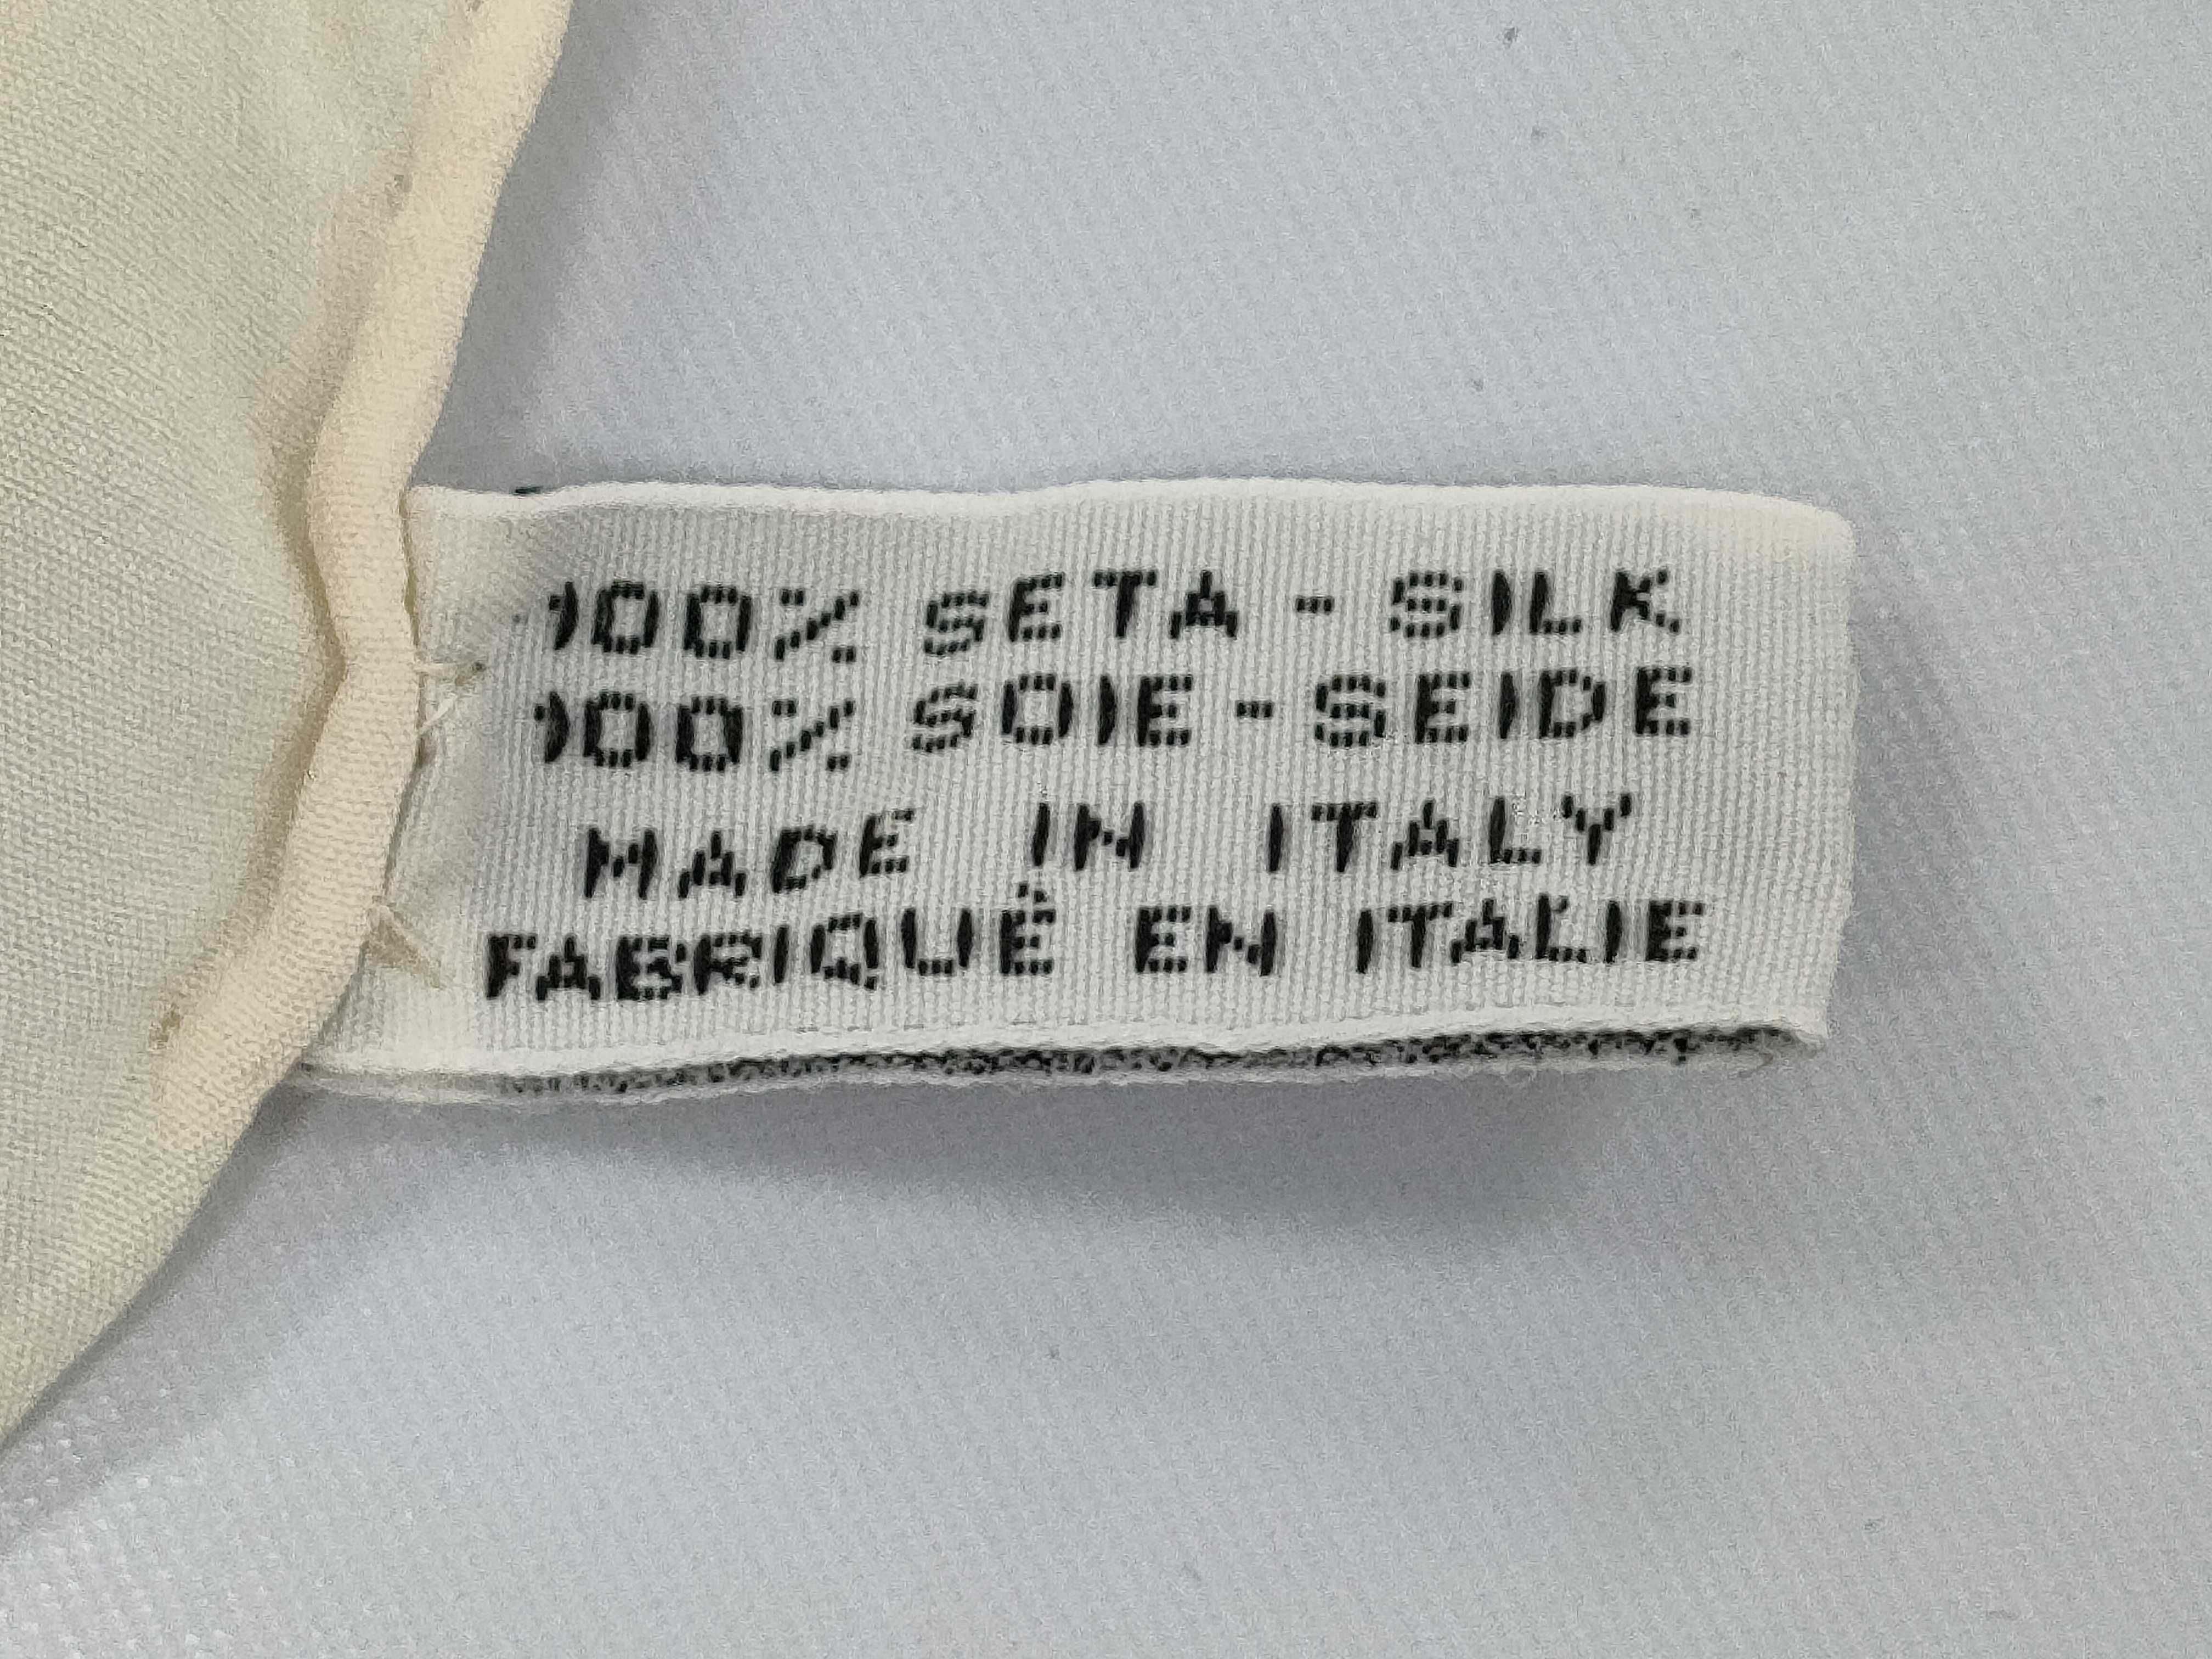 100% SETA - SILK
100% SOIE - SEIDE
MADE IN ITALY
FABRIQUÉ EN ITALIE